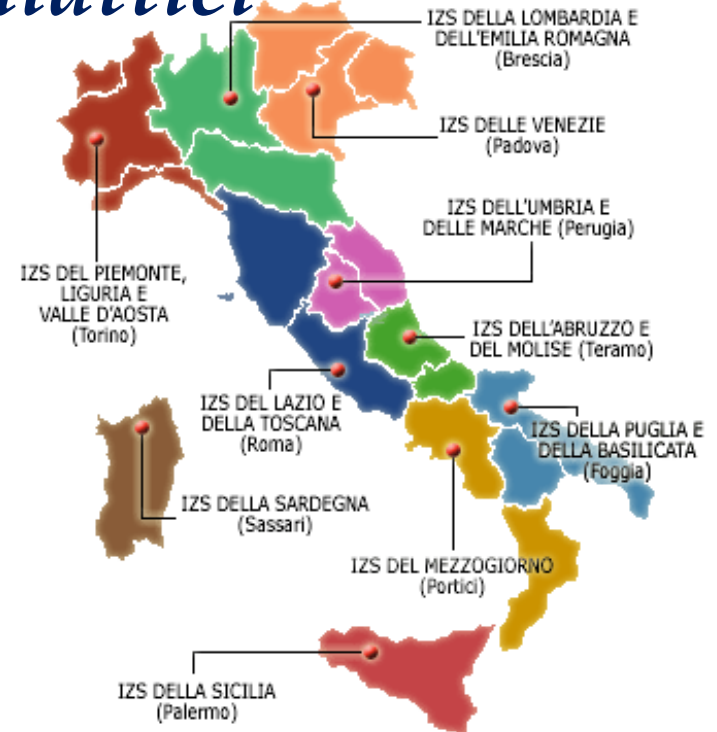 IZS DELLA LOMBARDIA E
DELL'EMILIA ROMAGNA
(Brescia)
IZS DELLE VENEZIE
(Padova)
IZS DELL'UMBRIA E
DELLE MARCHE (Perugia)
IZS DEL PIEMONTE,
LIGURIA E
VALLE D'AOSTA
(Torino)
IZS DELL'ABRUZZO E
DEL MOLISE (Teramo)
IZS DEL LAZIO E
DELLA TOSCANA
(Roma)
IZS DELLA PUGLIA E
DELLA BASILICATA
(Foggia)
IZS DELLA SARDEGNA
(Sassari)
IZS DEL MEZZOGIORNO
(Portici)
IZS DELLA SICILIA
(Palermo)